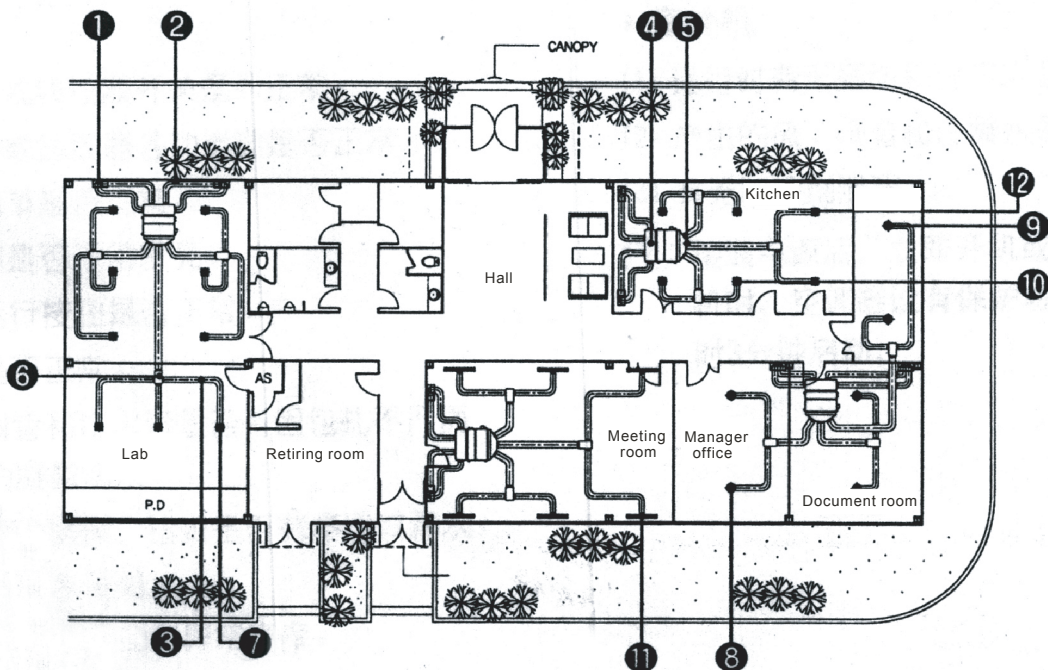 1
2
4
5
CANOPY
Kitchen
12
9
Hall
10
6
AS
Lab
Retiring room
Meeting
room
Manager
office
P.D
Document room
3
7
11
8